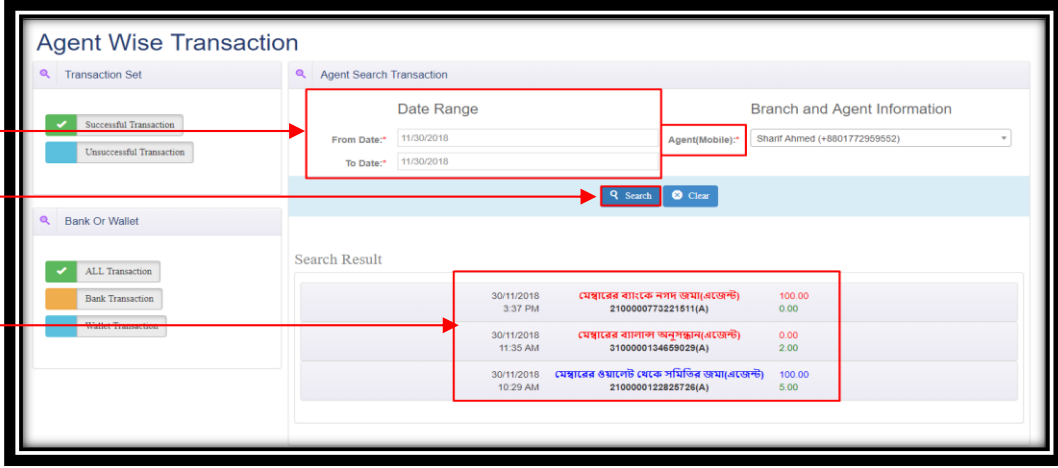 Agent Wise Transaction
Transaction Set
Successful Transaction
Unsuccessful Transaction
Bank Or Wallet
ALL Transaction
Bank Transaction
Wallet Transaction
Agent Search Transaction
Date Range
From Date:* 11/30/2018
To Date:* 11/30/2018
Branch and Agent Information
Agent(Mobile):* Sharif Ahmed (+8801772959552)
Search Clear
Search Result
30/11/2018 মেম্বারের ব্যাংকে নগদ জমা(এজেন্ট) 100.00
3:37 PM 2100000773221511(A) 0.00
30/11/2018 মেম্বারের ব্যালান্স অনুসন্ধান(এজেন্ট) 0.00
11:35 AM 3100000134659029(A) 2.00
30/11/2018 মেম্বারের ওয়ালেট থেকে সমিতির জমা(এজেন্ট) 100.00
10:29 AM 2100000122825726(A) 5.00